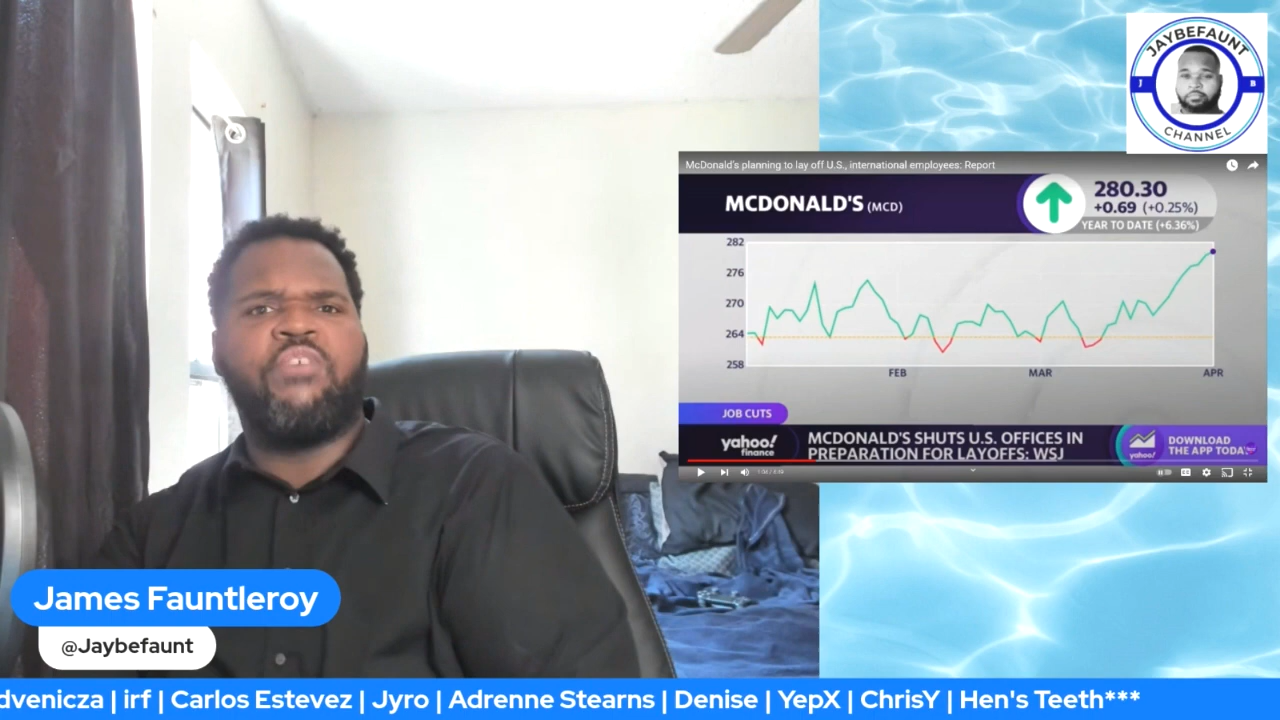 JAYBEFAUNT
J
B
CHANNEL
McDonald's planning to lay off U.S., international employees: Report
MCDONALD'S (MCD)
280.30
+0.69 (+0.25%)
YEAR TO DATE (+6.36%)
282
276
270
264
258
FEB
MAR
APR
JOB CUTS
yahoo!
finance
MCDONALD'S SHUTS U.S. OFFICES IN
PREPARATION FOR LAYOFFS: WSJ
yahoo!
DOWNLOAD
THE APP TODAY
James Fauntleroy
@Jaybefaunt
dvenicza | irf | Carlos Estevez | Jyro | Adrenne Stearns | Denise | YepX | ChrisY | Hen's Teeth***